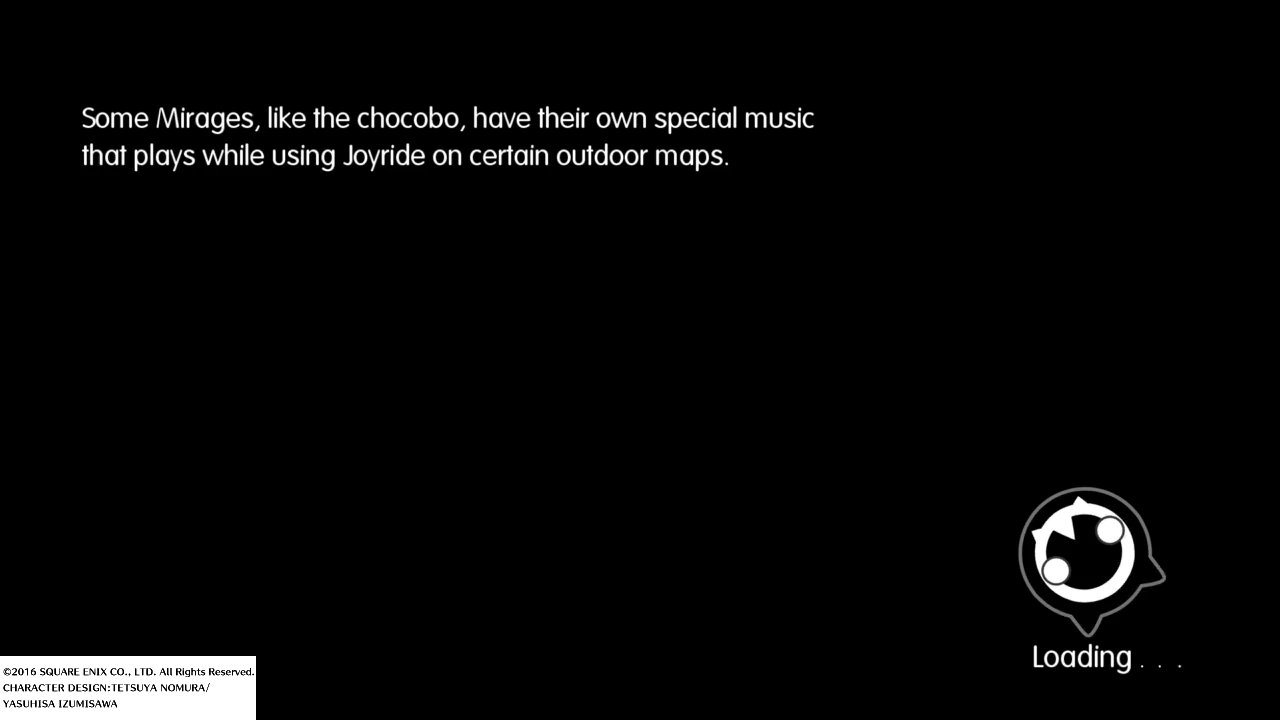 Some Mirages, like the chocobo, have their own special music
that plays while using Joyride on certain outdoor maps.
Loading . . .
©2016 SQUARE ENIX CO., LTD. All Rights Reserved.
CHARACTER DESIGN:TETSUYA NOMURA/
YASUHISA IZUMISAWA